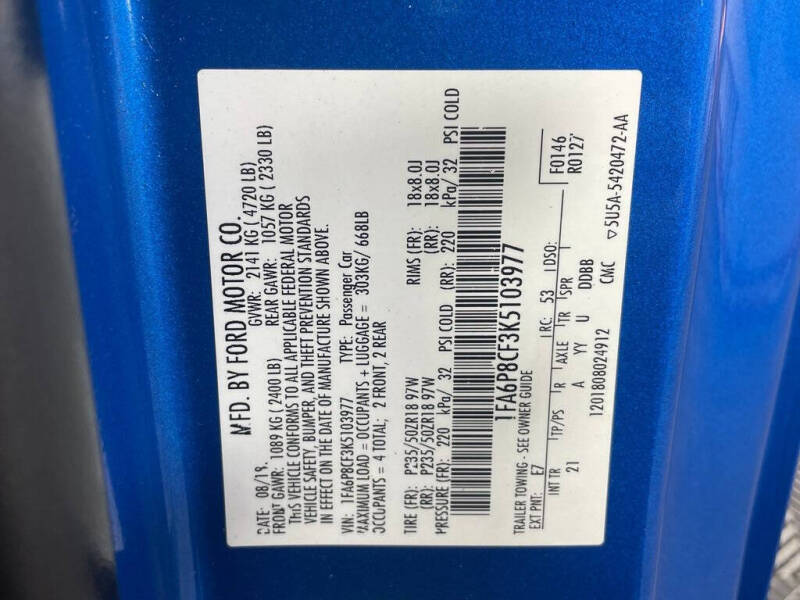 MFD. BY FORD MOTOR CO.
DATE: 08/19 GVWR: 2141 KG ( 4720 LB)
FRONT GAWR: 1089 KG ( 2400 LB) REAR GAWR: 1057 KG ( 2330 LB)
THIS VEHICLE CONFORMS TO ALL APPLICABLE FEDERAL MOTOR
VEHICLE SAFETY, BUMPER, AND THEFT PREVENTION STANDARDS
IN EFFECT ON THE DATE OF MANUFACTURE SHOWN ABOVE.
VIN: 1FA6P8CF3K5103977 TYPE: Passenger Car
MAXIMUM LOAD = OCCUPANTS + LUGGAGE = 303KG/ 668LB
OCCUPANTS = 4 TOTAL; 2 FRONT, 2 REAR
TIRE (FR): P235/50ZR18 97W RIMS (FR): 18x8.0J
(RR): P235/50ZR18 97W (RR): 18x8.0J
PRESSURE (FR): 220 kPa/ 32 PSI COLD (RR): 220 kPa/ 32 PSI COLD
1FA6P8CF3K5103977
TRAILER TOWING - SEE OWNER GUIDE F0146
EXT PNT: E7 RC: 53 DSO: R0127
INT TR TP/PS R AXLE TR SPR
21 A YY U DDBB
1201808024912 CMC ▽5U5A-5420472-AA